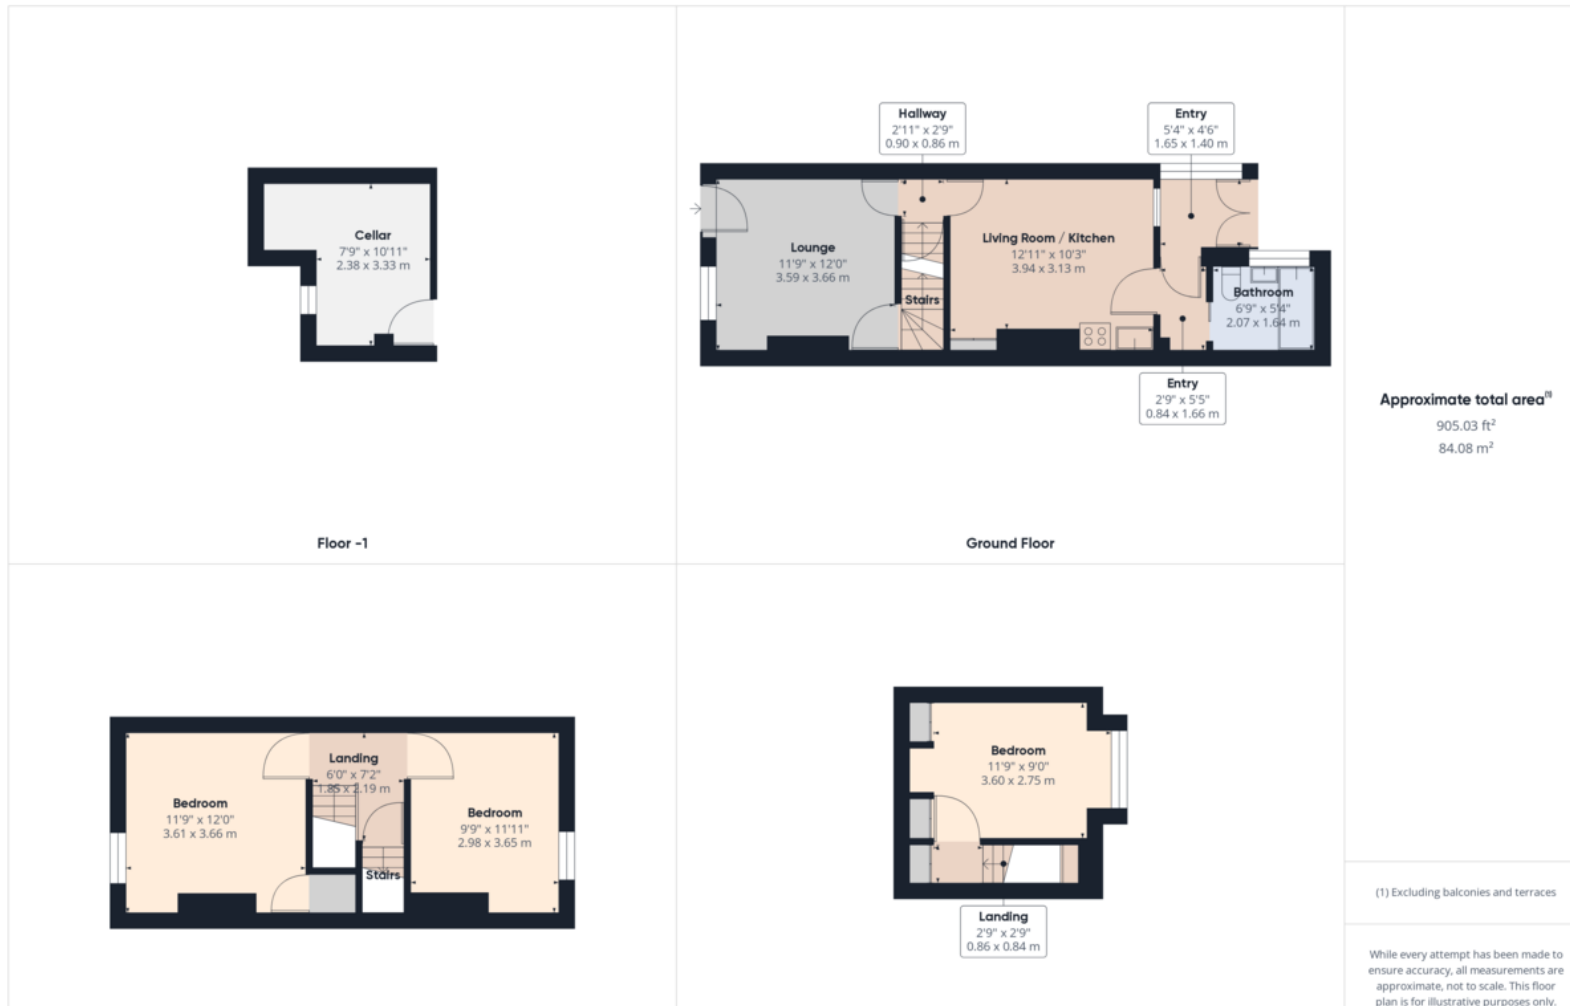 Cellar
7'9" x 10'11"
2.38 x 3.33 m
Floor -1
Hallway
2'11" x 2'9"
0.90 x 0.86 m
Entry
5'4" x 4'6"
1.65 x 1.40 m
Lounge
11'9" x 12'0"
3.59 x 3.66 m
Living Room / Kitchen
12'11" x 10'3"
3.94 x 3.13 m
Stairs
Bathroom
6'9" x 5'4"
2.07 x 1.64 m
Entry
2'9" x 5'5"
0.84 x 1.66 m
Ground Floor
Approximate total area(1)
905.03 ft²
84.08 m²
Landing
6'0" x 7'2"
1.85 x 2.19 m
Bedroom
11'9" x 12'0"
3.61 x 3.66 m
Bedroom
9'9" x 11'11"
2.98 x 3.65 m
Stairs
Bedroom
11'9" x 9'0"
3.60 x 2.75 m
Landing
2'9" x 2'9"
0.86 x 0.84 m
(1) Excluding balconies and terraces
While every attempt has been made to
ensure accuracy, all measurements are
approximate, not to scale. This floor
plan is for illustrative purposes only.